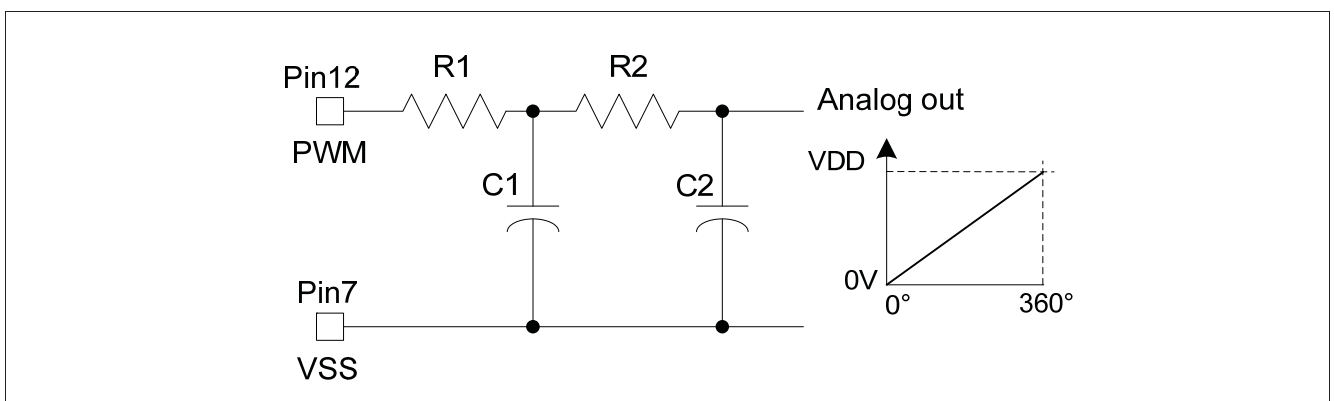 Pin12
R1
R2
Analog out
PWM
VDD
C1
C2
0V
0°
360°
Pin7
VSS